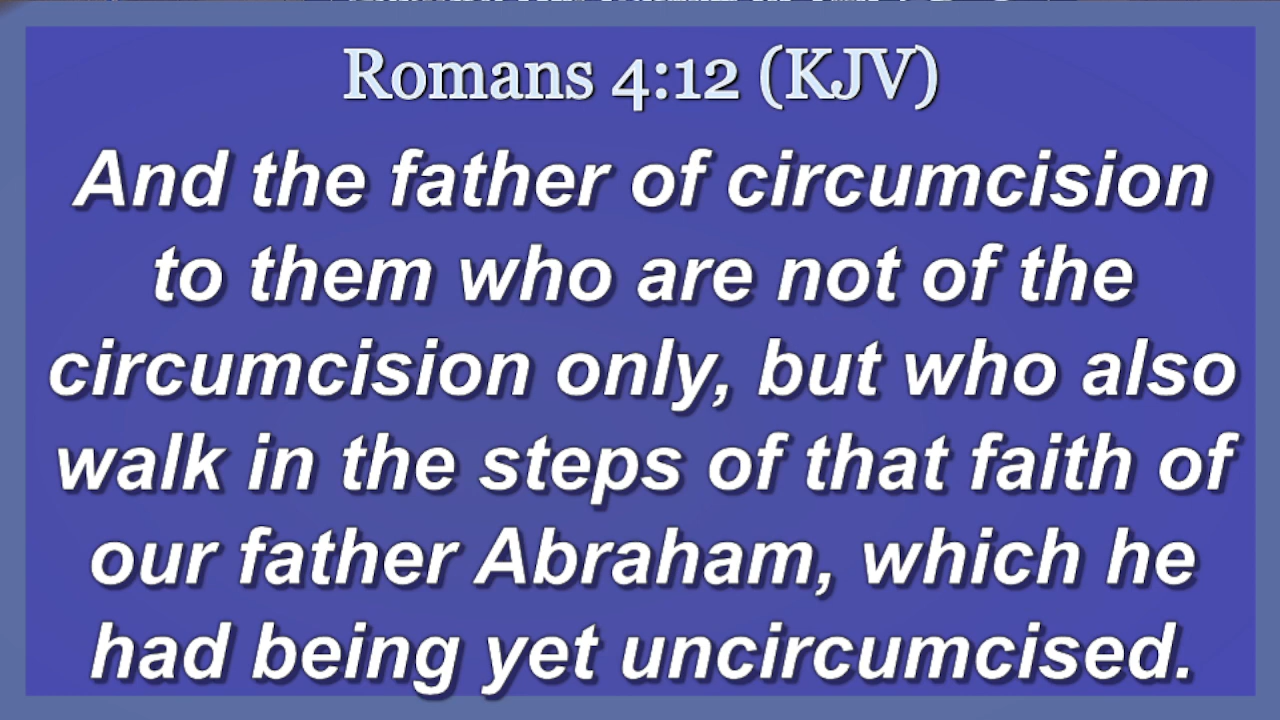 Romans 4:12 (KJV)
And the father of circumcision
to them who are not of the
circumcision only, but who also
walk in the steps of that faith of
our father Abraham, which he
had being yet uncircumcised.